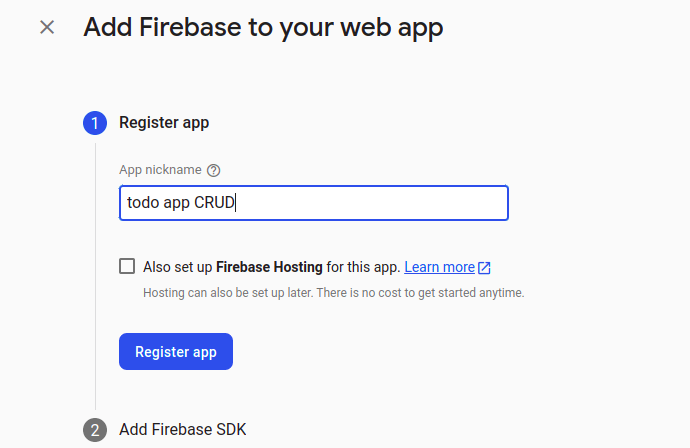 Add Firebase to your web app
1 Register app
App nickname
todo app CRUD
Also set up Firebase Hosting for this app. Learn more
Hosting can also be set up later. There is no cost to get started anytime.
Register app
2 Add Firebase SDK